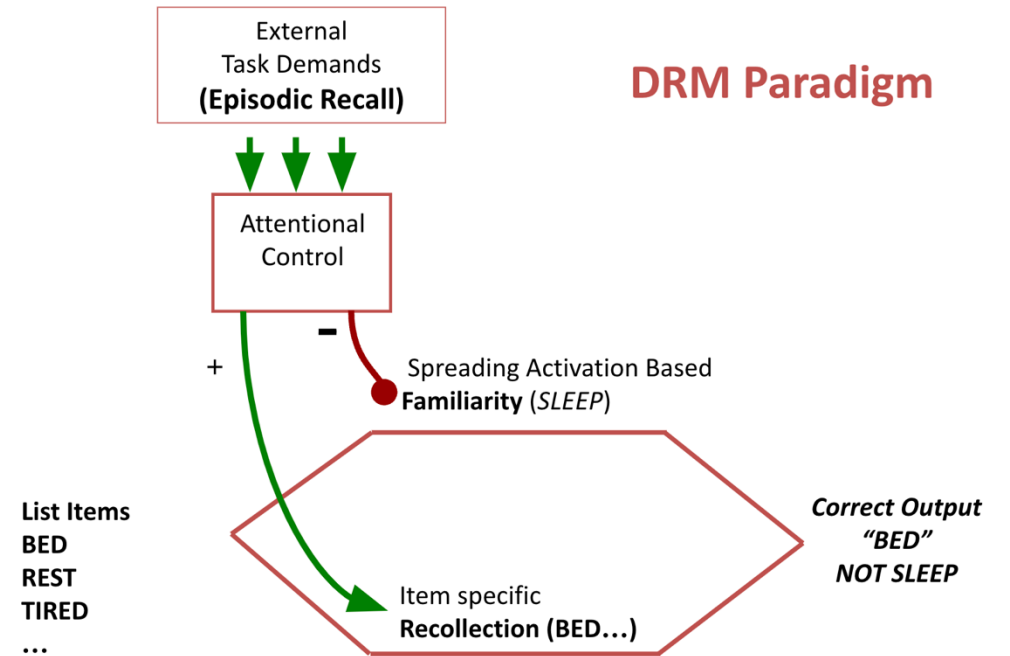 External
Task Demands
(Episodic Recall)
DRM Paradigm
Attentional
Control
–
+
Spreading Activation Based
Familiarity (SLEEP)
List Items
BED
REST
TIRED
...
Correct Output
“BED”
NOT SLEEP
Item specific
Recollection (BED...)